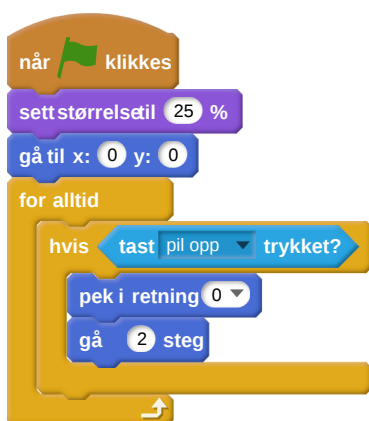 når klikkes
sett størrelse til 25 %
gå til x: 0 y: 0
for alltid
hvis tast pil opp trykket?
pek i retning 0
gå 2 steg